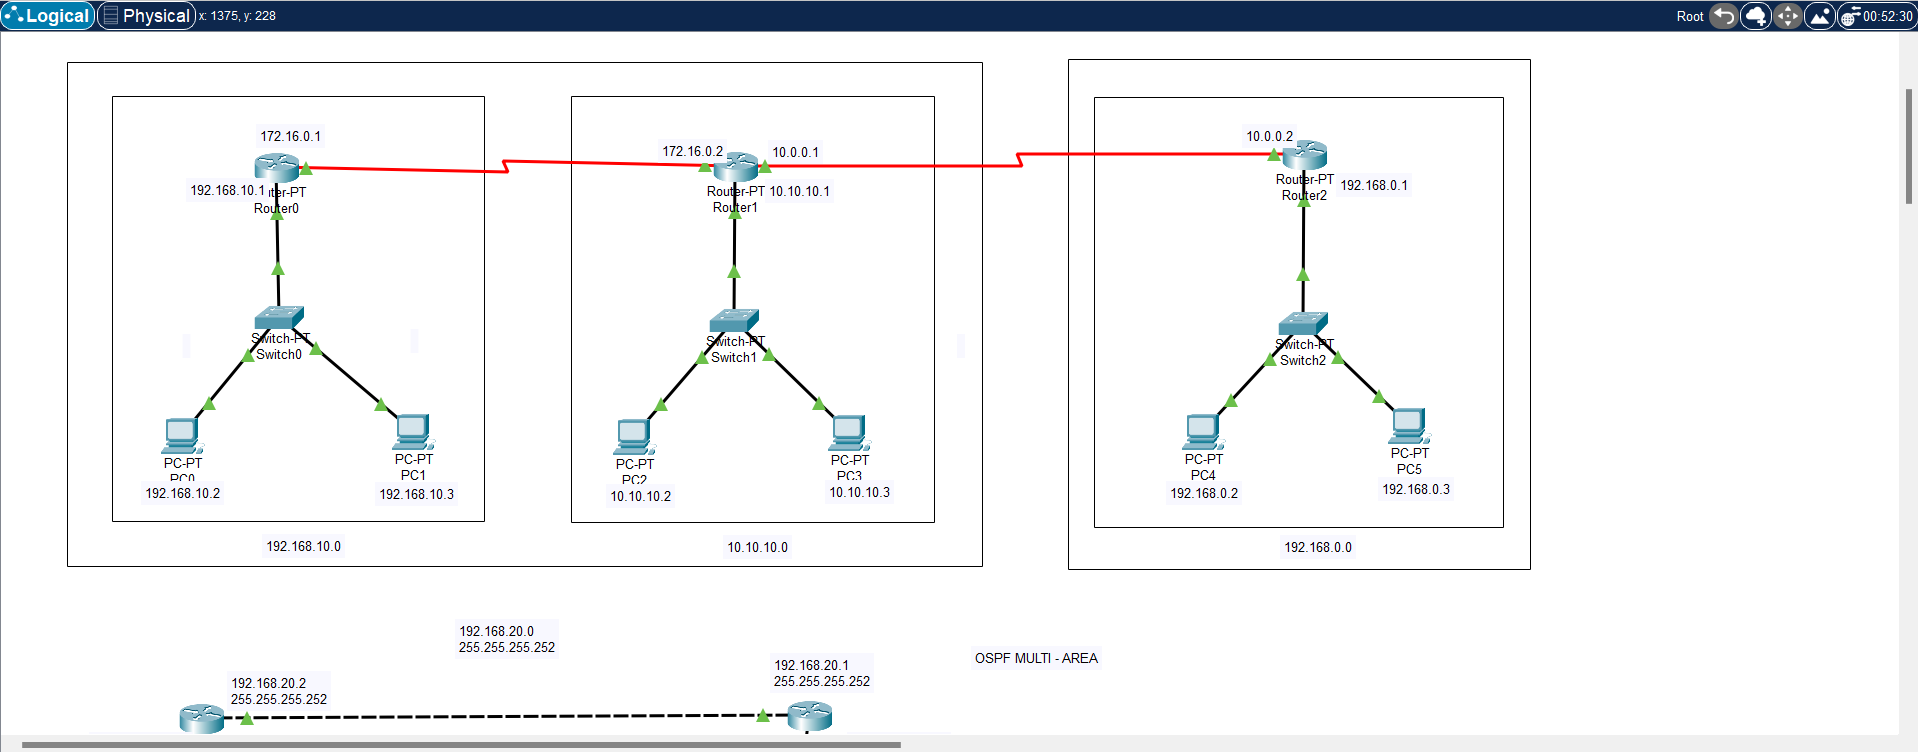 Logical
Physical
x: 1375, y: 228
Root
00:52:30
172.16.0.1
192.168.10.1
ter-PT
Router0
172.16.0.2
10.0.0.1
Router-PT
10.10.10.1
Router1
10.0.0.2
Router-PT
192.168.0.1
Router2
Switch-PT
Switch0
Switch-PT
Switch1
Switch-PT
Switch2
PC-PT
PC0
192.168.10.2
PC-PT
PC1
192.168.10.3
PC-PT
PC2
10.10.10.2
PC-PT
PC3
10.10.10.3
PC-PT
PC4
192.168.0.2
PC-PT
PC5
192.168.0.3
192.168.10.0
10.10.10.0
192.168.0.0
192.168.20.0
255.255.255.252
192.168.20.1
255.255.255.252
OSPF MULTI - AREA
192.168.20.2
255.255.255.252